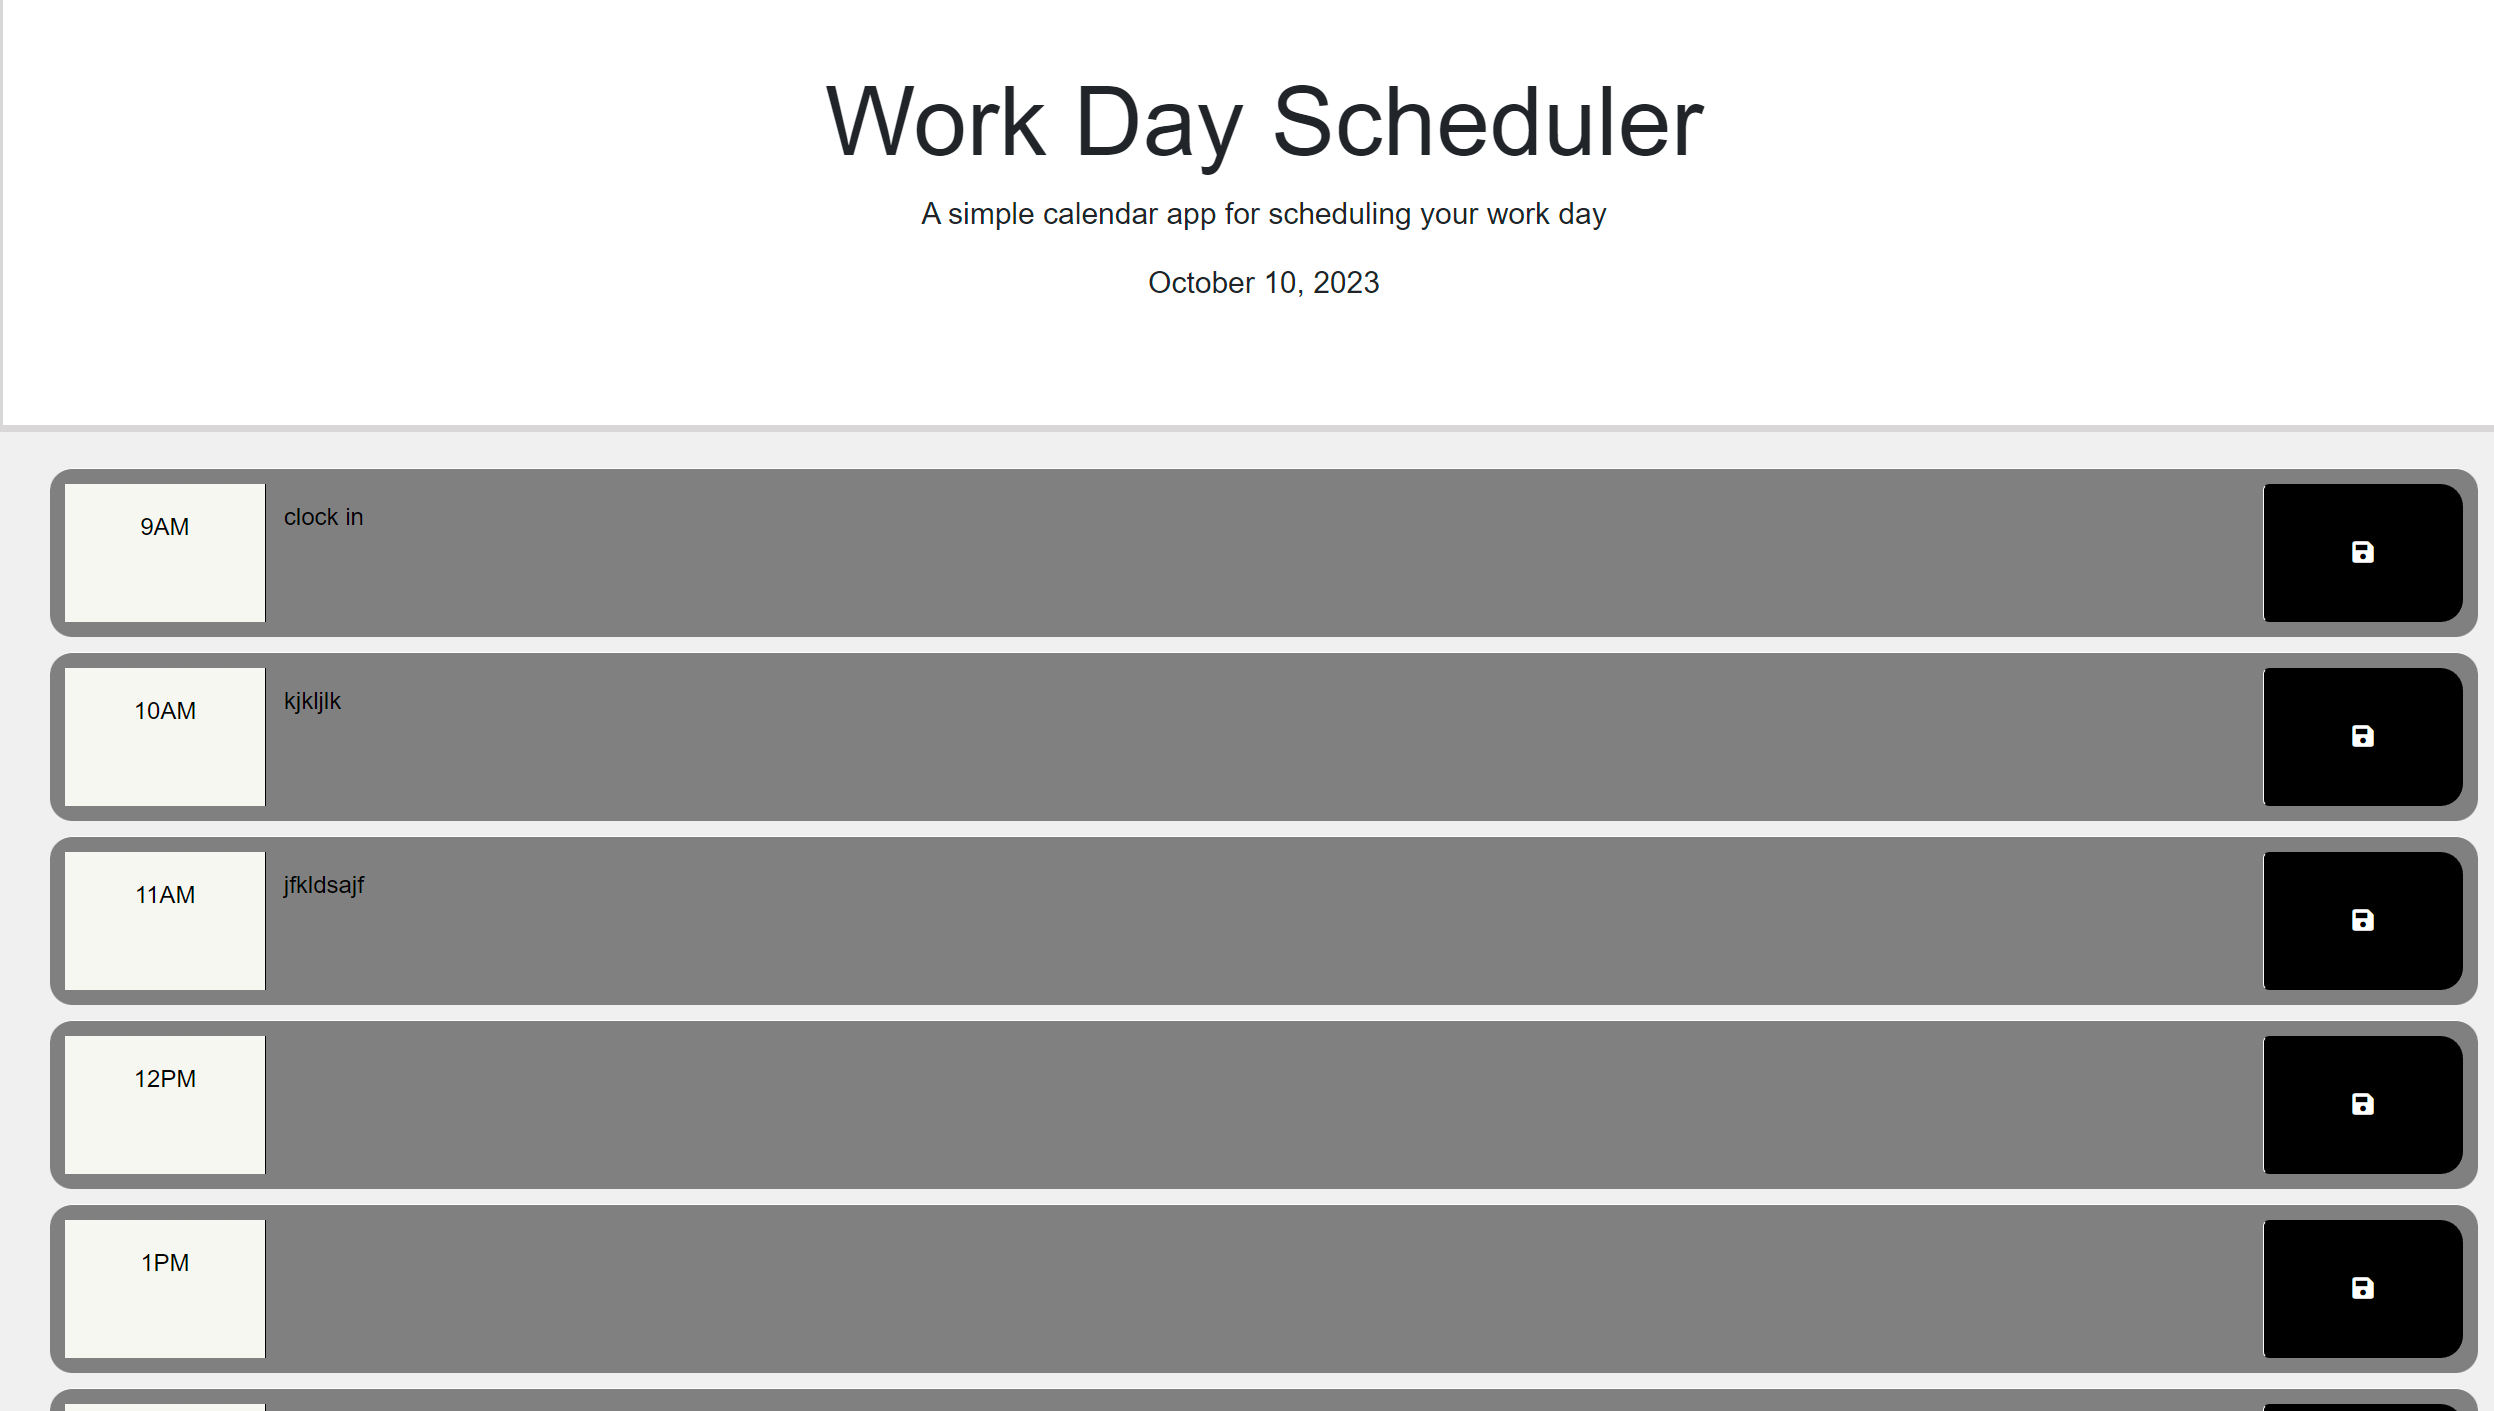 Work Day Scheduler
A simple calendar app for scheduling your work day
October 10, 2023
9AM
clock in
10AM
kjkljlk
11AM
jfkldsajf
12PM
1PM